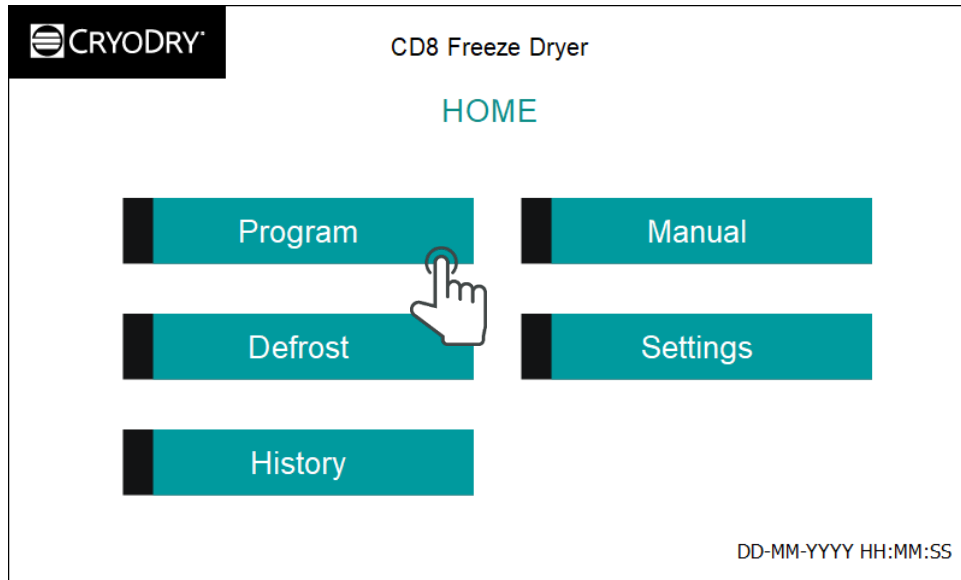 CRYODRY
CD8 Freeze Dryer
HOME
Program
Manual
Defrost
Settings
History
DD-MM-YYYY HH:MM:SS